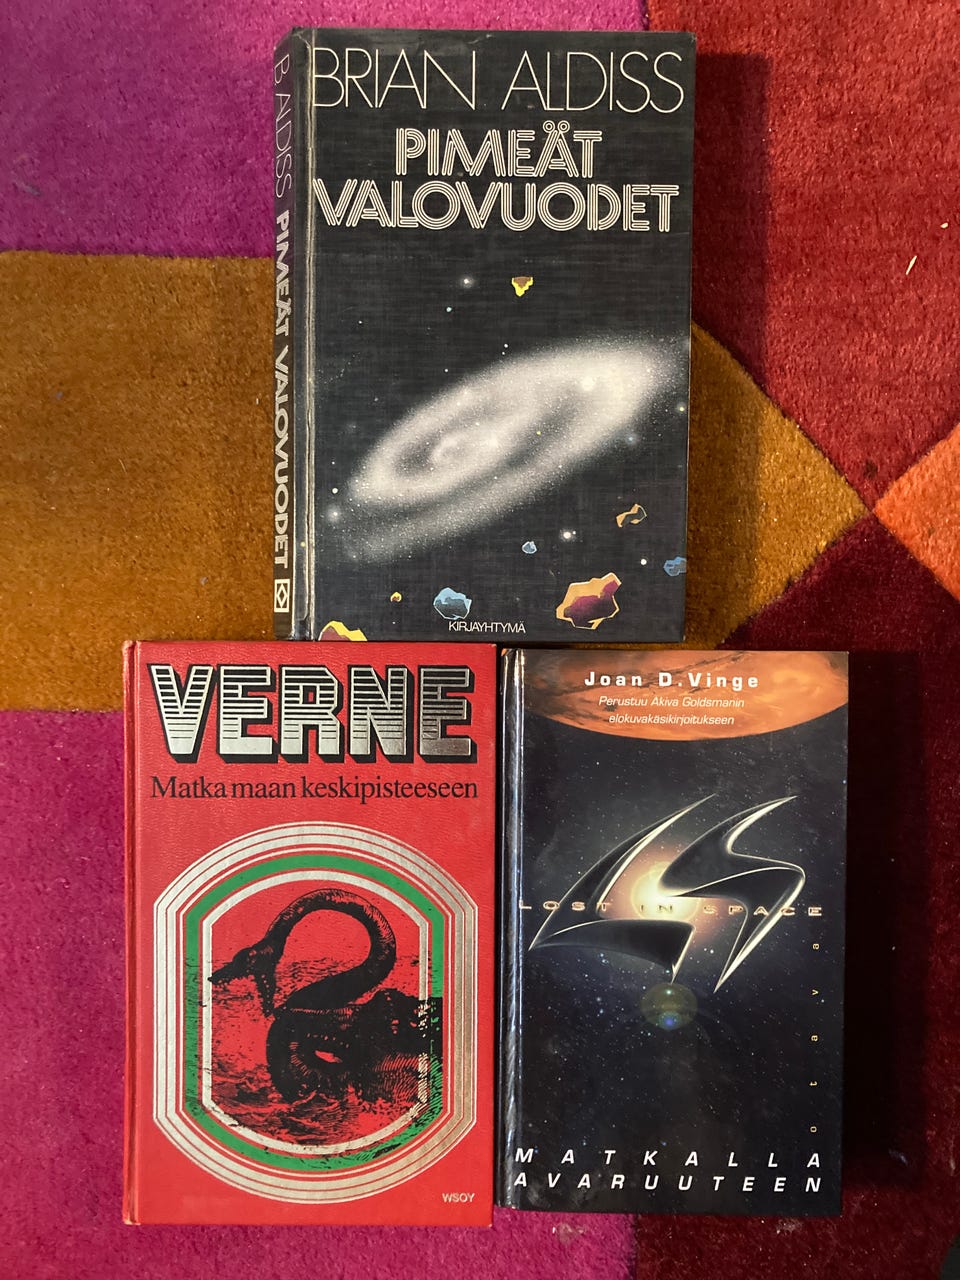 BRIAN ALDISS
PIMEÄT
VALOVUODET
KIRJAYHTYMÄ
B ALDISS PIMEÄT VALOVUODET
VERNE
Matka maan keskipisteeseen
WSOY
Joan D. Vinge
Perustuu Akiva Goldsmanin
elokuvakäsikirjoitukseen
LOST IN SPACE
otava
MATKALLA
AVARUUTEEN